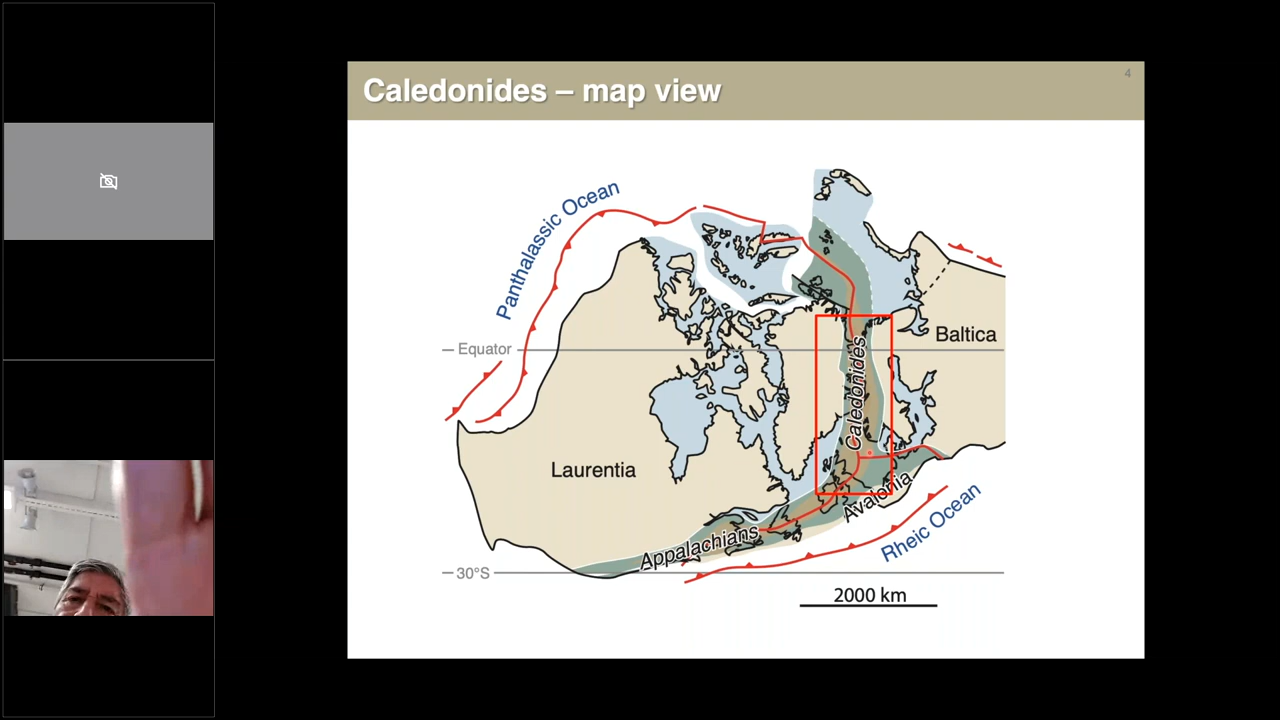 Caledonides – map view
4
Panthalassic Ocean
Equator
Baltica
Caledonides
Laurentia
Avalonia
Rheic Ocean
Appalachians
30°S
2000 km